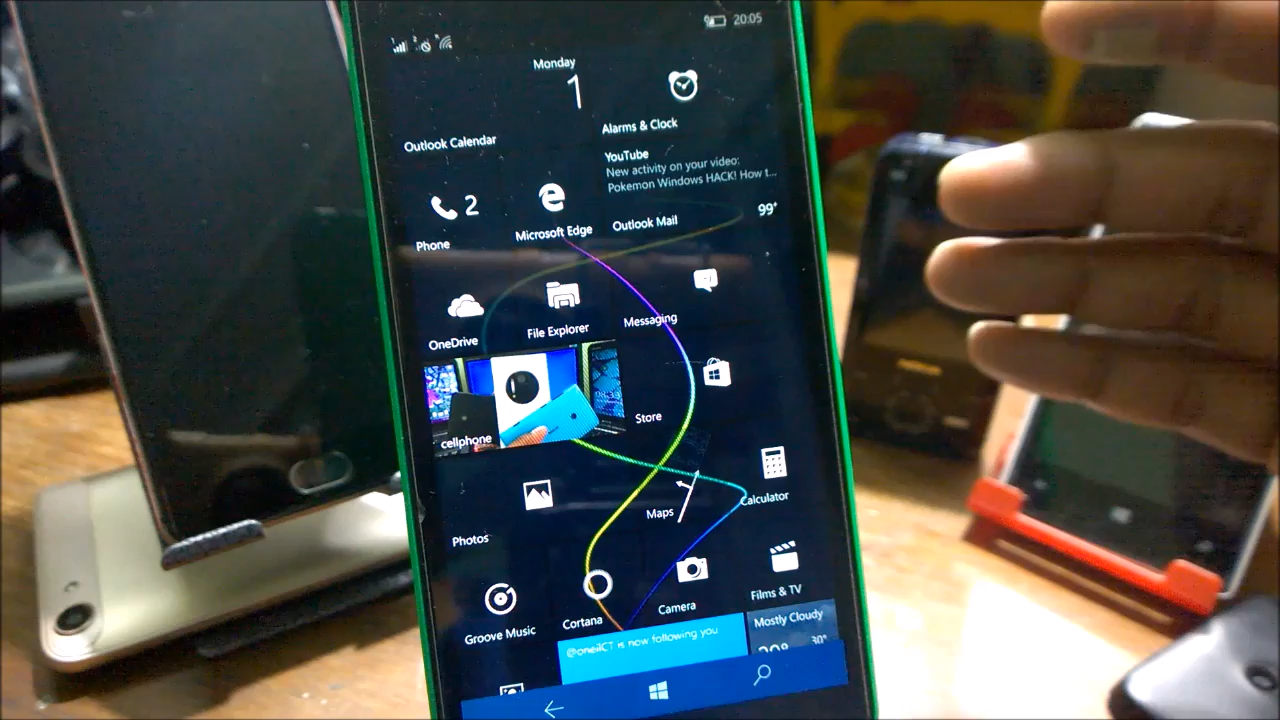 20:05
Monday
1
Outlook Calendar
Alarms & Clock
YouTube
New activity on your video:
Pokemon Windows HACK! How t...
Outlook Mail
99+
2
Phone
Microsoft Edge
OneDrive
File Explorer
Messaging
cellphone
Store
Photos
Maps
Calculator
Groove Music
Cortana
Camera
Films & TV
@oneilCT is now following you
Mostly Cloudy
30°